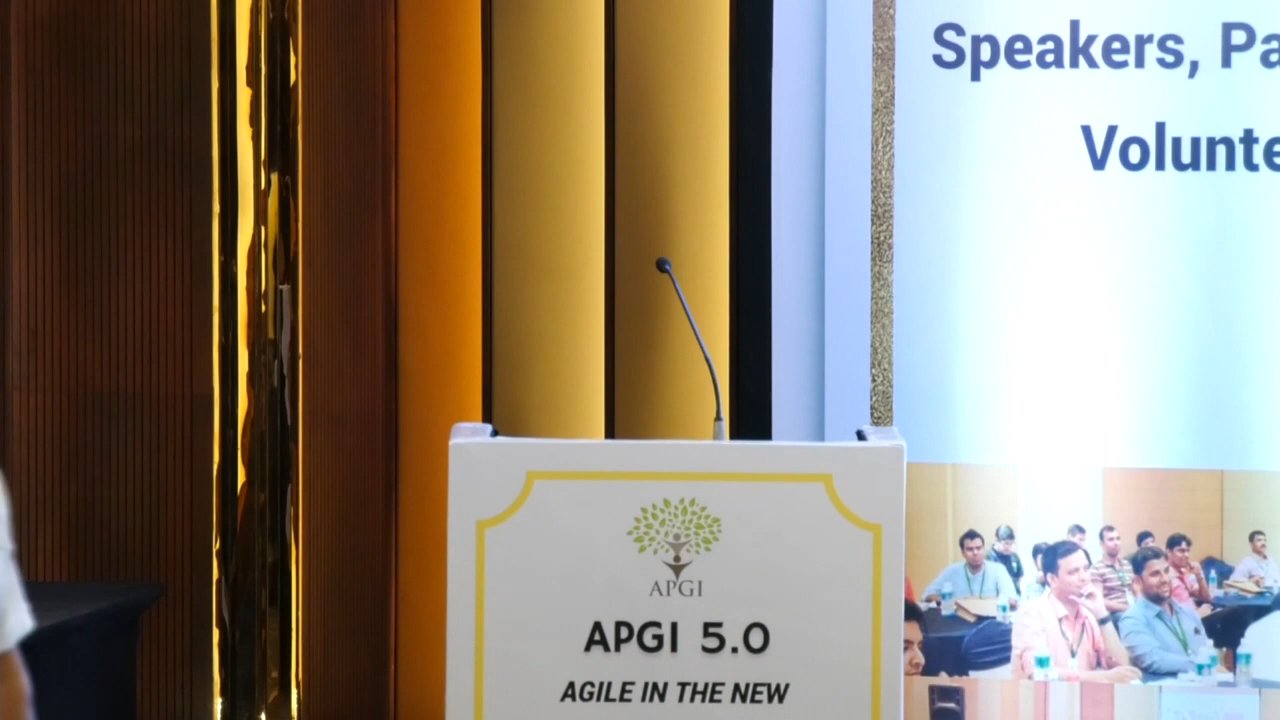 Speakers, Pa
Volunte
APGI
APGI 5.0
AGILE IN THE NEW